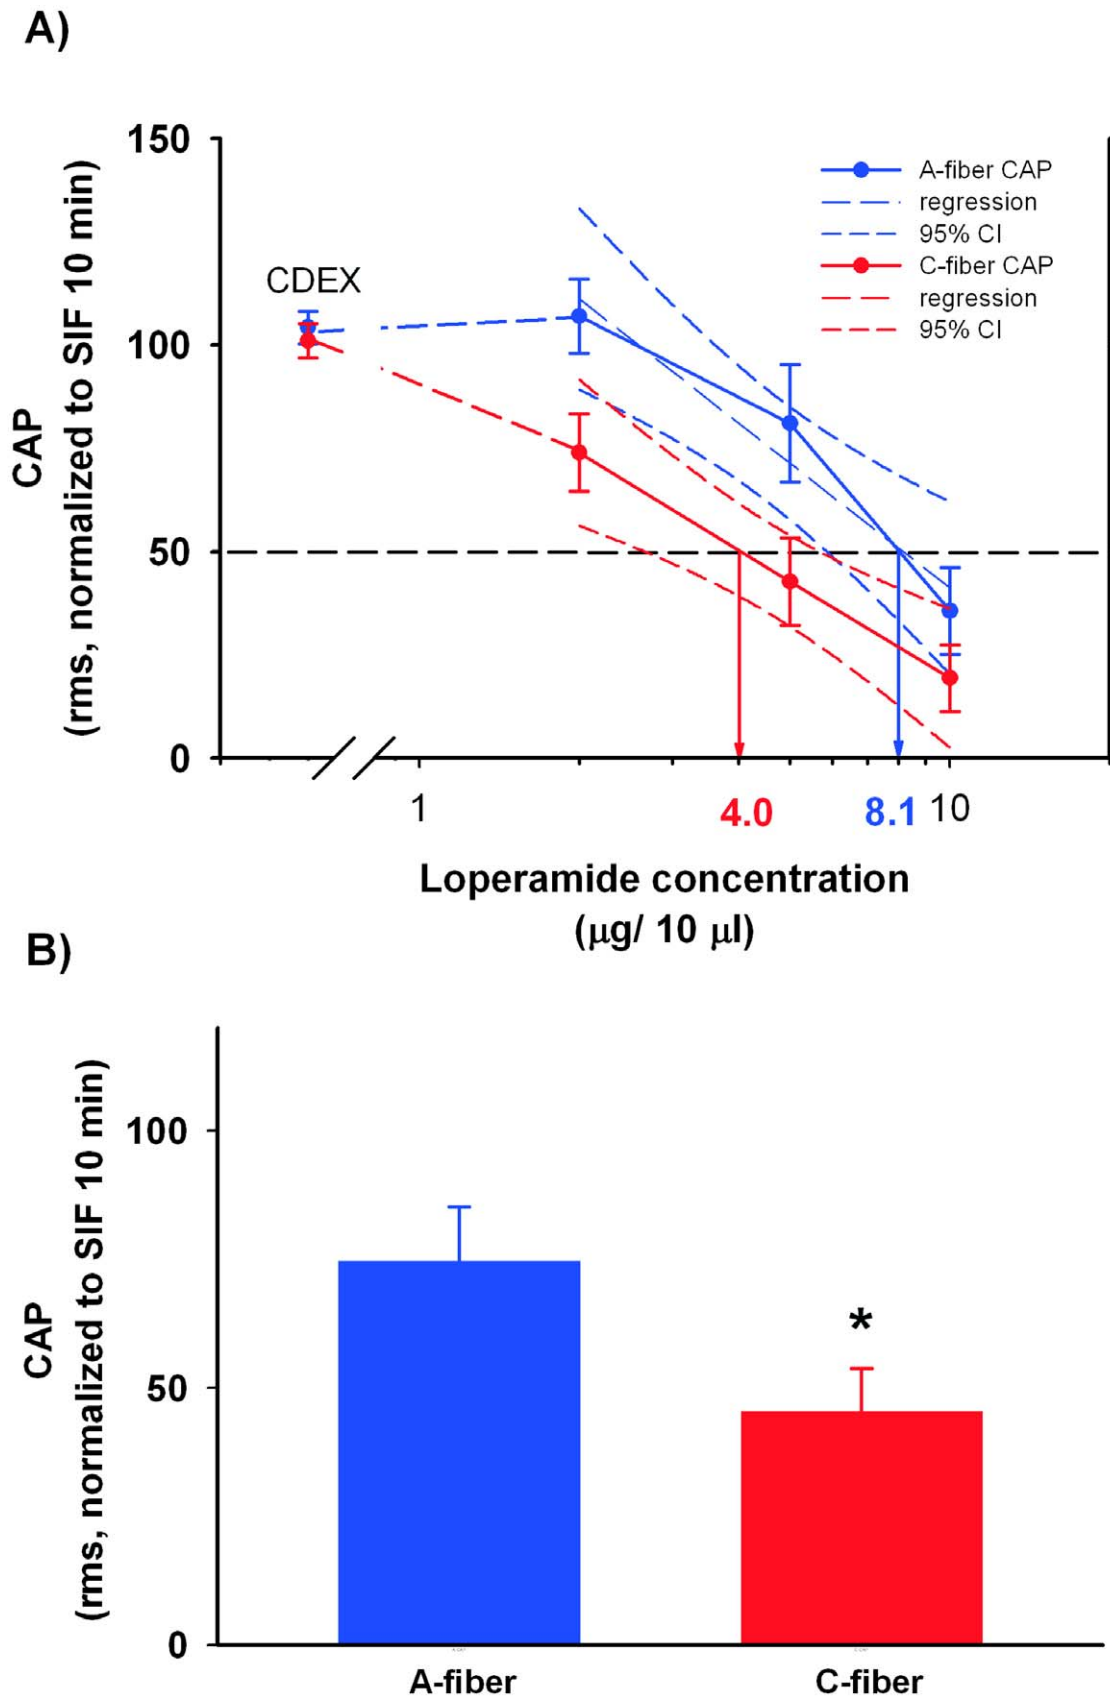 A)
150
100
50
0
CAP
(rms, normalized to SIF 10 min)
CDEX
A-fiber CAP
regression
95% CI
C-fiber CAP
regression
95% CI
1
4.0
8.1
10
Loperamide concentration
(μg/ 10 μl)
B)
100
50
0
CAP
(rms, normalized to SIF 10 min)
*
A-fiber
C-fiber